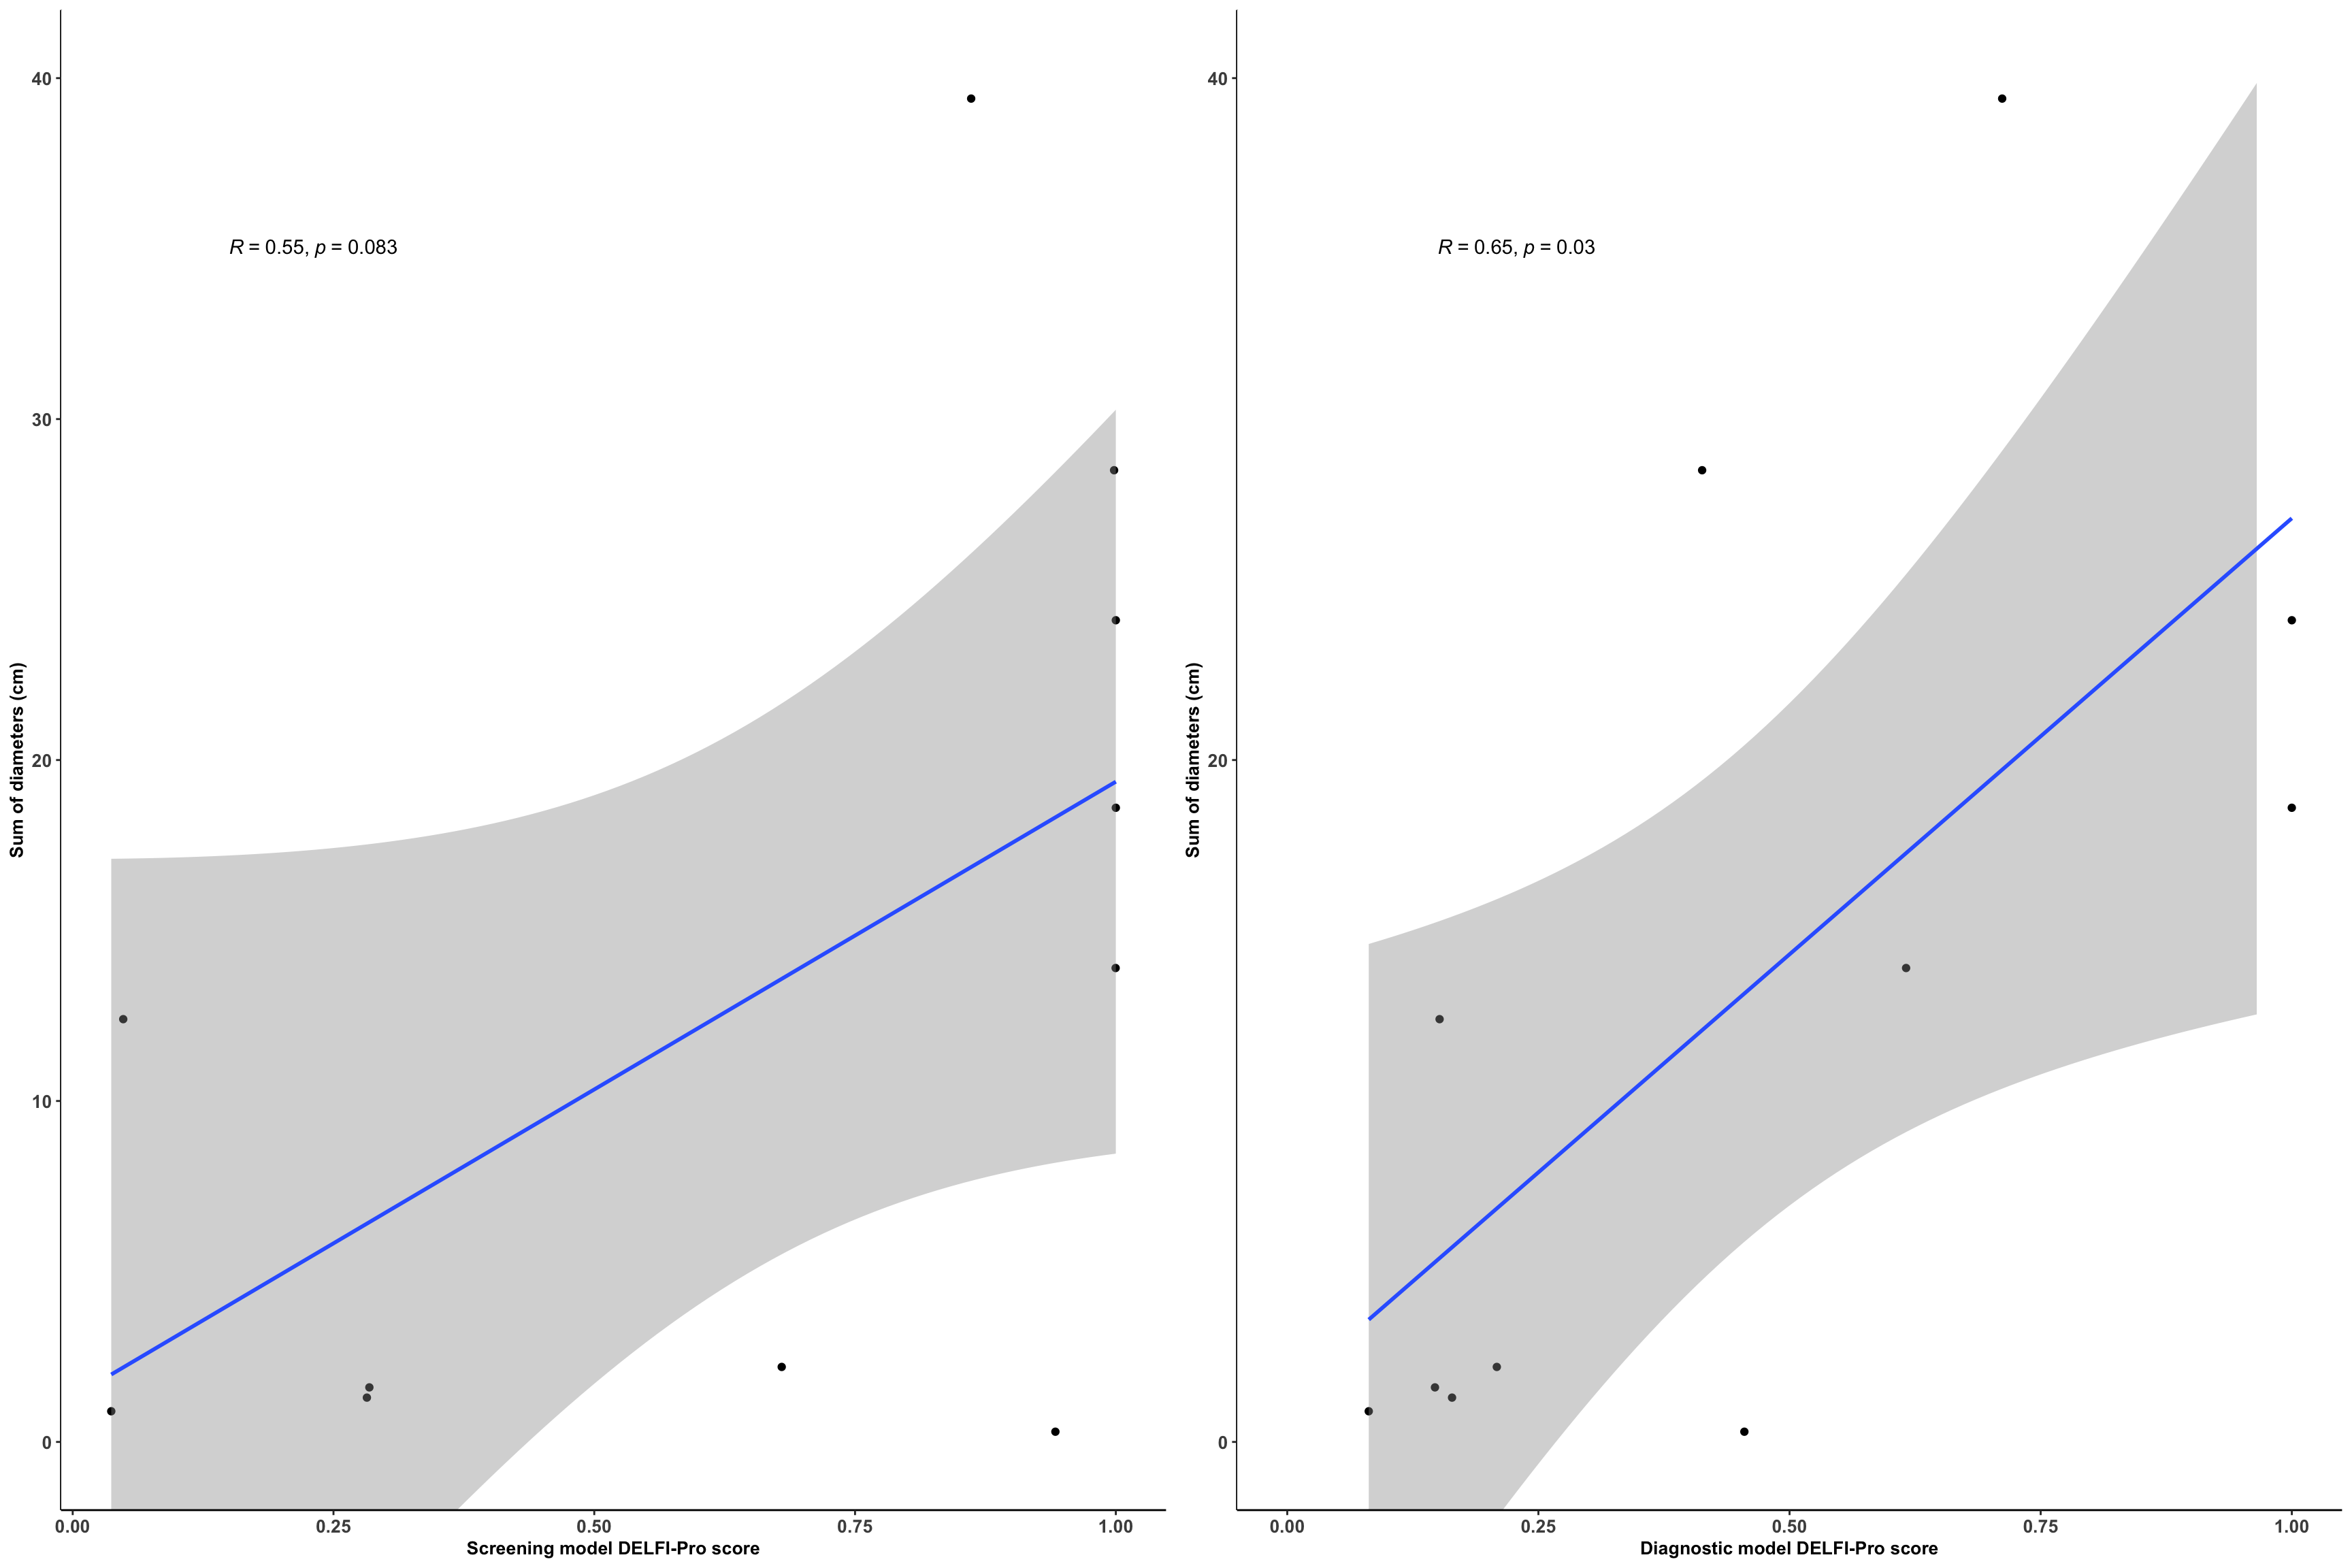 40
30
20
10
0
Sum of diameters (cm)
R = 0.55, p = 0.083
0.00 0.25 0.50 0.75 1.00
Screening model DELFI-Pro score
40
20
0
Sum of diameters (cm)
R = 0.65, p = 0.03
0.00 0.25 0.50 0.75 1.00
Diagnostic model DELFI-Pro score